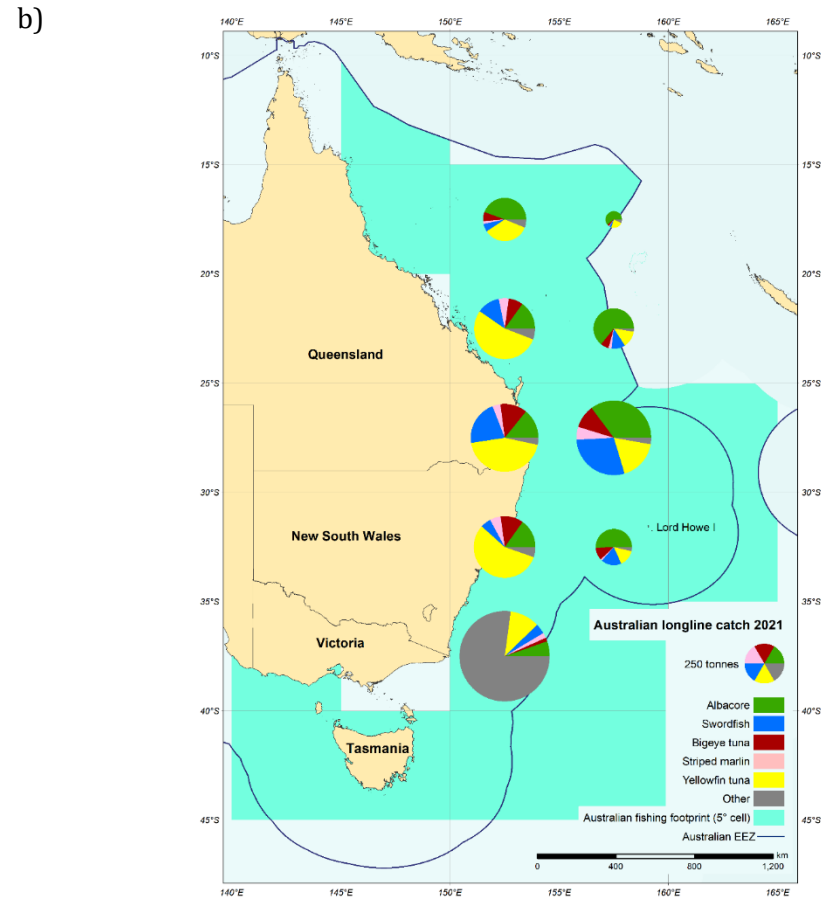 b)
140°E 145°E 150°E 155°E 160°E 165°E
10°S 10°S
15°S 15°S
20°S 20°S
Queensland
25°S 25°S
30°S 30°S
New South Wales
Lord Howe I
35°S 35°S
Australian longline catch 2021
Victoria
250 tonnes
Albacore
40°S 40°S
Swordfish
Tasmania
Bigeye tuna
Striped marlin
Yellowfin tuna
Other
45°S Australian fishing footprint (5° cell) 45°S
Australian EEZ
km
0 400 800 1,200
140°E 145°E 150°E 155°E 160°E 165°E